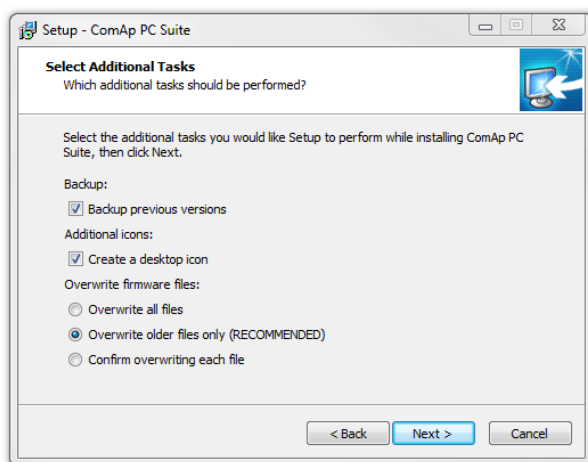 Setup - ComAp PC Suite
Select Additional Tasks
Which additional tasks should be performed?
Select the additional tasks you would like Setup to perform while installing ComAp PC
Suite, then click Next.
Backup:
Backup previous versions
Additional icons:
Create a desktop icon
Overwrite firmware files:
Overwrite all files
Overwrite older files only (RECOMMENDED)
Confirm overwriting each file
< Back
Next >
Cancel